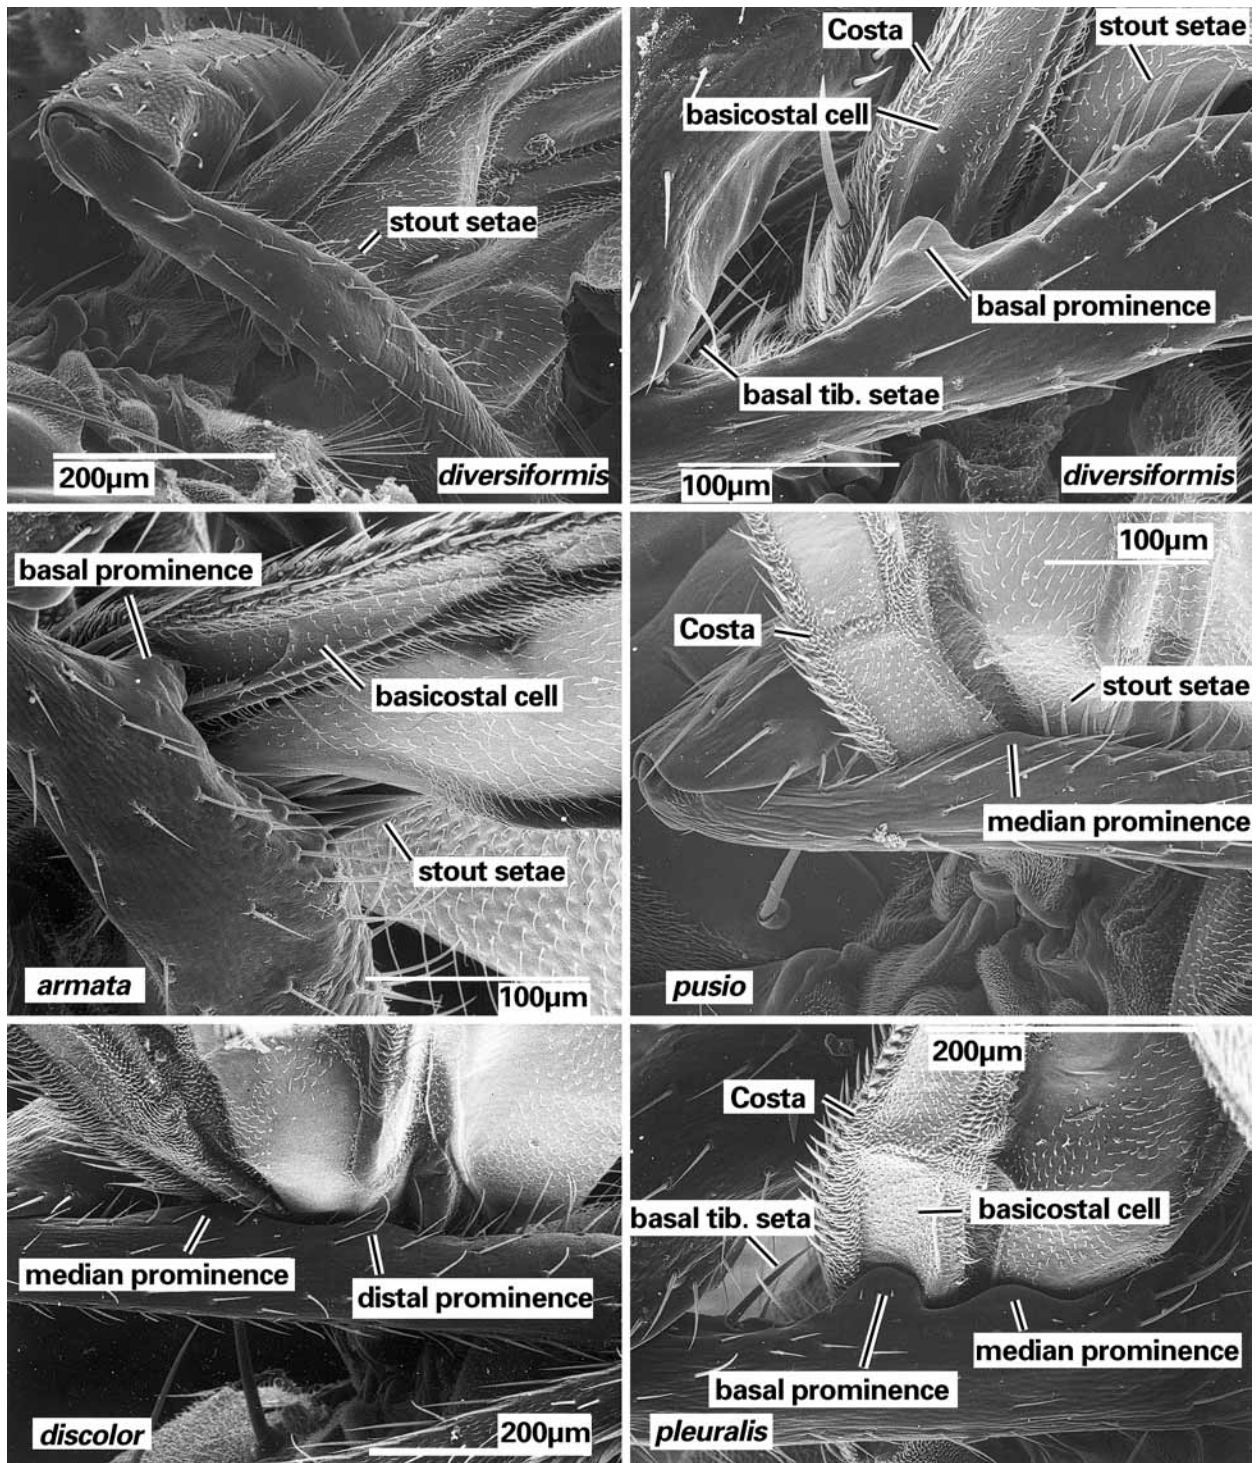 stout setae
200µm
diversiformis
Costa
stout setae
basicostal cell
basal prominence
basal tib. setae
100µm
diversiformis
basal prominence
basicostal cell
stout setae
armata
100µm
100µm
Costa
stout setae
median prominence
pusio
median prominence
distal prominence
discolor
200µm
200µm
Costa
basal tib. seta
basicostal cell
median prominence
basal prominence
pleuralis